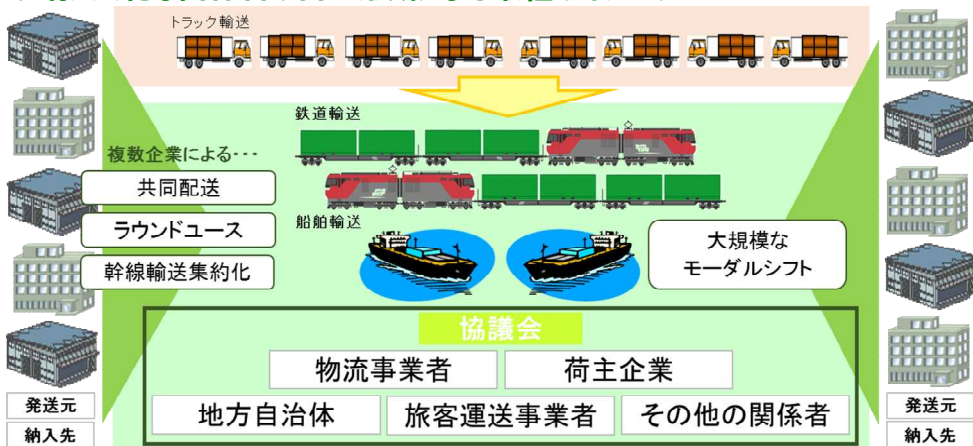 トラック輸送
鉄道輸送
複数企業による･･･
共同配送
ラウンドユース
幹線輸送集約化
船舶輸送
大規模な
モーダルシフト
協議会
物流事業者
荷主企業
地方自治体
旅客運送事業者
その他の関係者
発送元
納入先
発送元
納入先